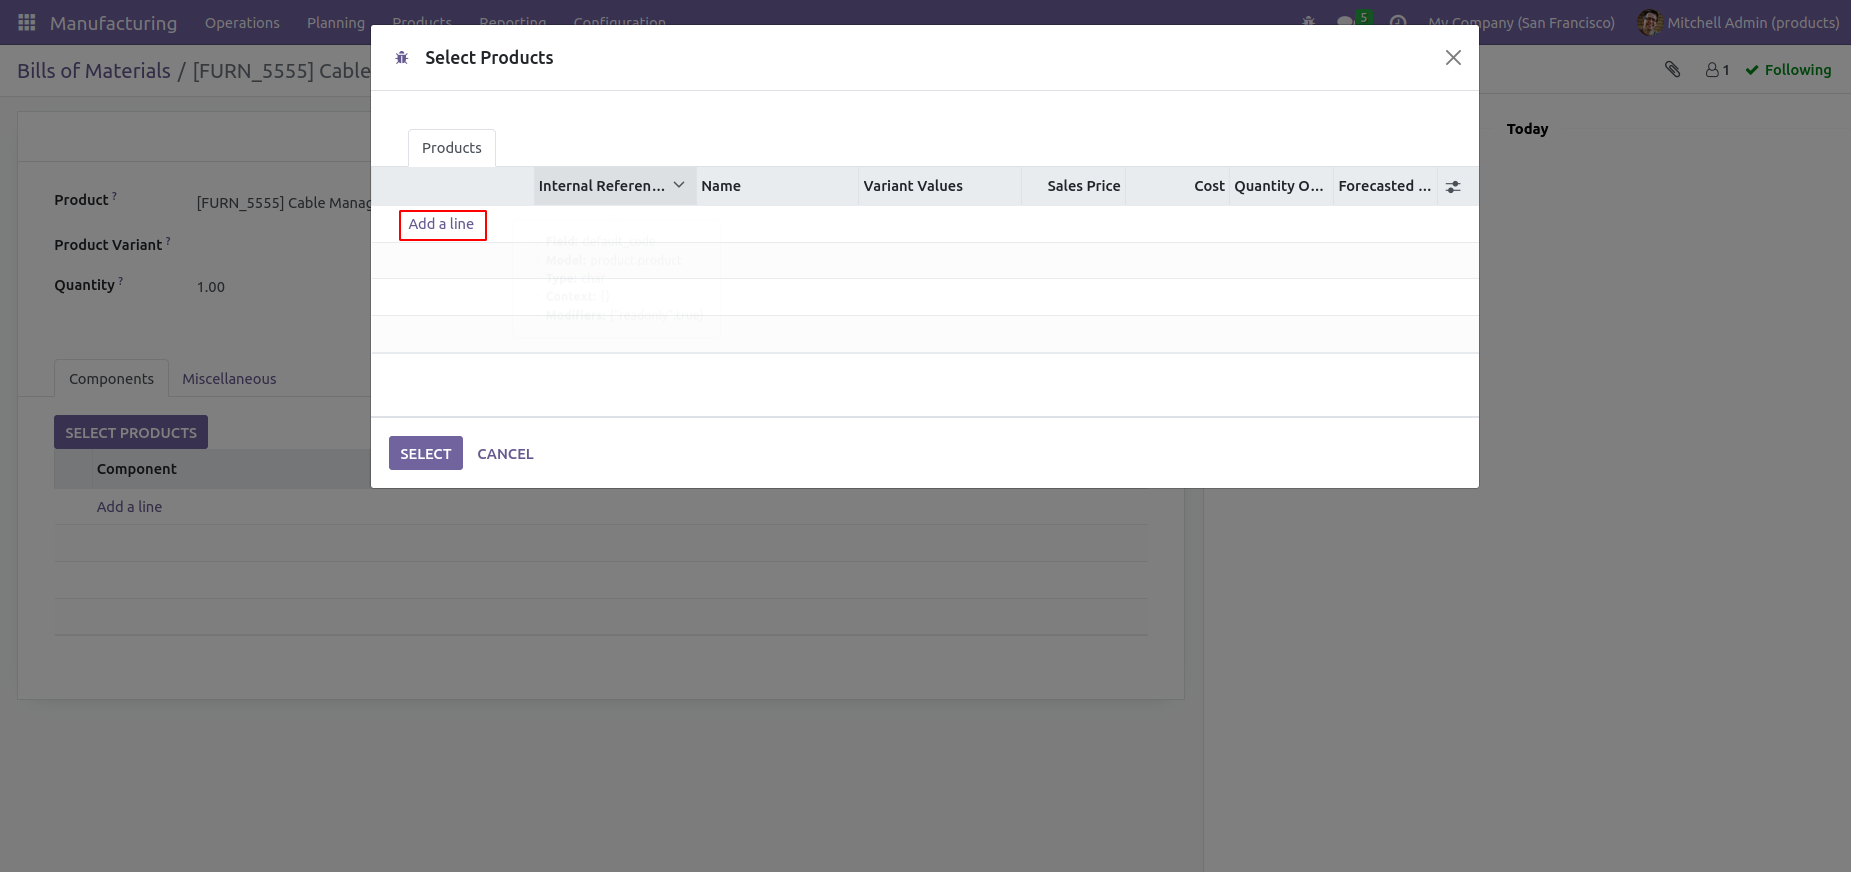 Manufacturing Operations Planning Products Reporting Configuration 5 My Company (San Francisco) Mitchell Admin (products)
Select Products
Bills of Materials / [FURN_5555] Cable
1 Following
Today
Products
Internal Referen... Name Variant Values Sales Price Cost Quantity O... Forecasted ...
Product ?
[FURN_5555] Cable Manag
Add a line
Field: default_code
Product Variant ?
Model: product.product
Type: char
Quantity ?
1.00
Context: {}
Components Miscellaneous
SELECT PRODUCTS
SELECT CANCEL
Component
Add a line